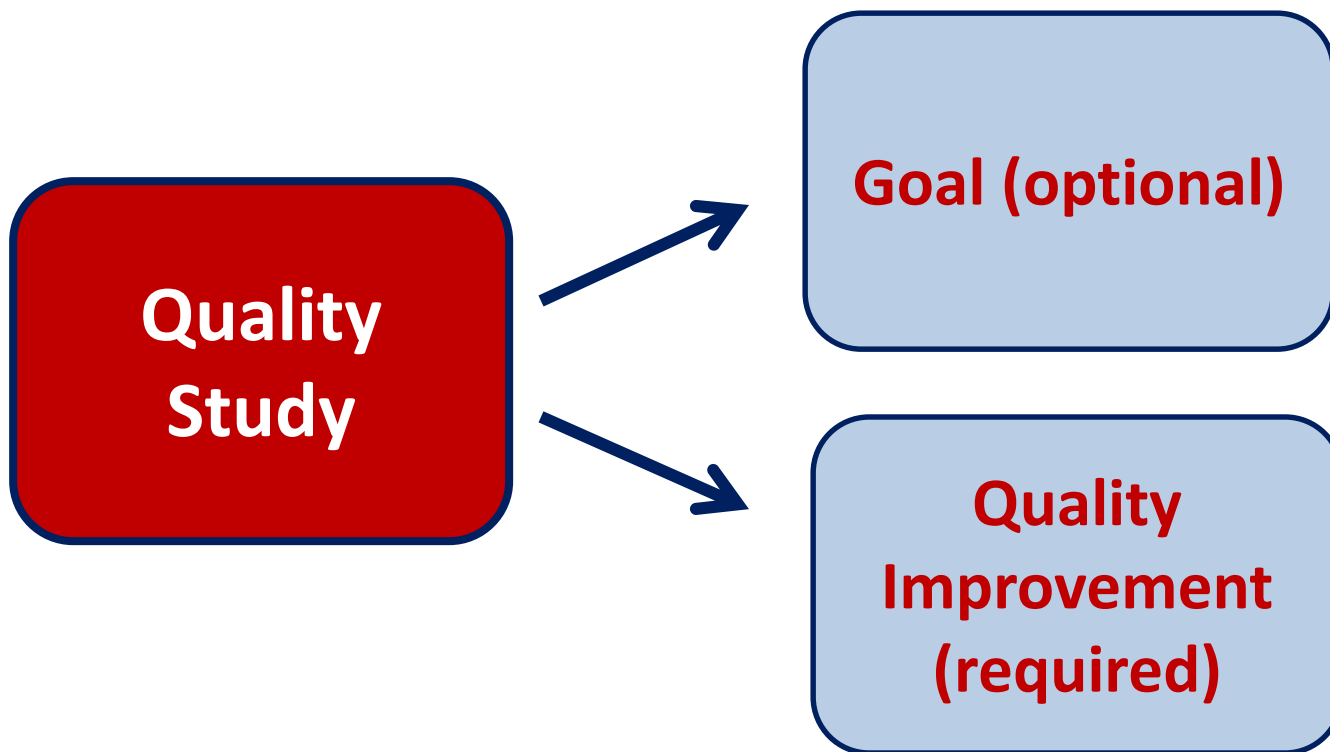 Quality
Study
Goal (optional)
Quality
Improvement
(required)